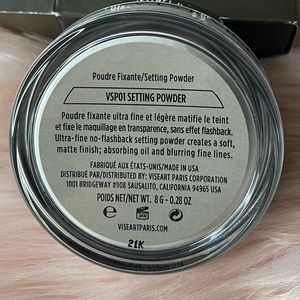 Poudre Fixante/Setting Powder
VSP01 SETTING POWDER
Poudre fixante ultra fine et légère matifie le teint
et fixe le maquillage en transparence, sans effet flashback.
Ultra-fine no-flashback setting powder creates a soft,
matte finish; absorbing oil and blurring fine lines.
FABRIQUÉ AUX ÉTATS-UNIS/MADE IN USA
DISTRIBUÉ PAR/DISTRIBUTED BY VISEART PARIS CORPORATION
1001 BRIDGEWAY #908 SAUSALITO, CALIFORNIA 94965 USA
POIDS NET/NET WT. 8 G - 0.28 OZ
VISEARTPARIS.COM
21K